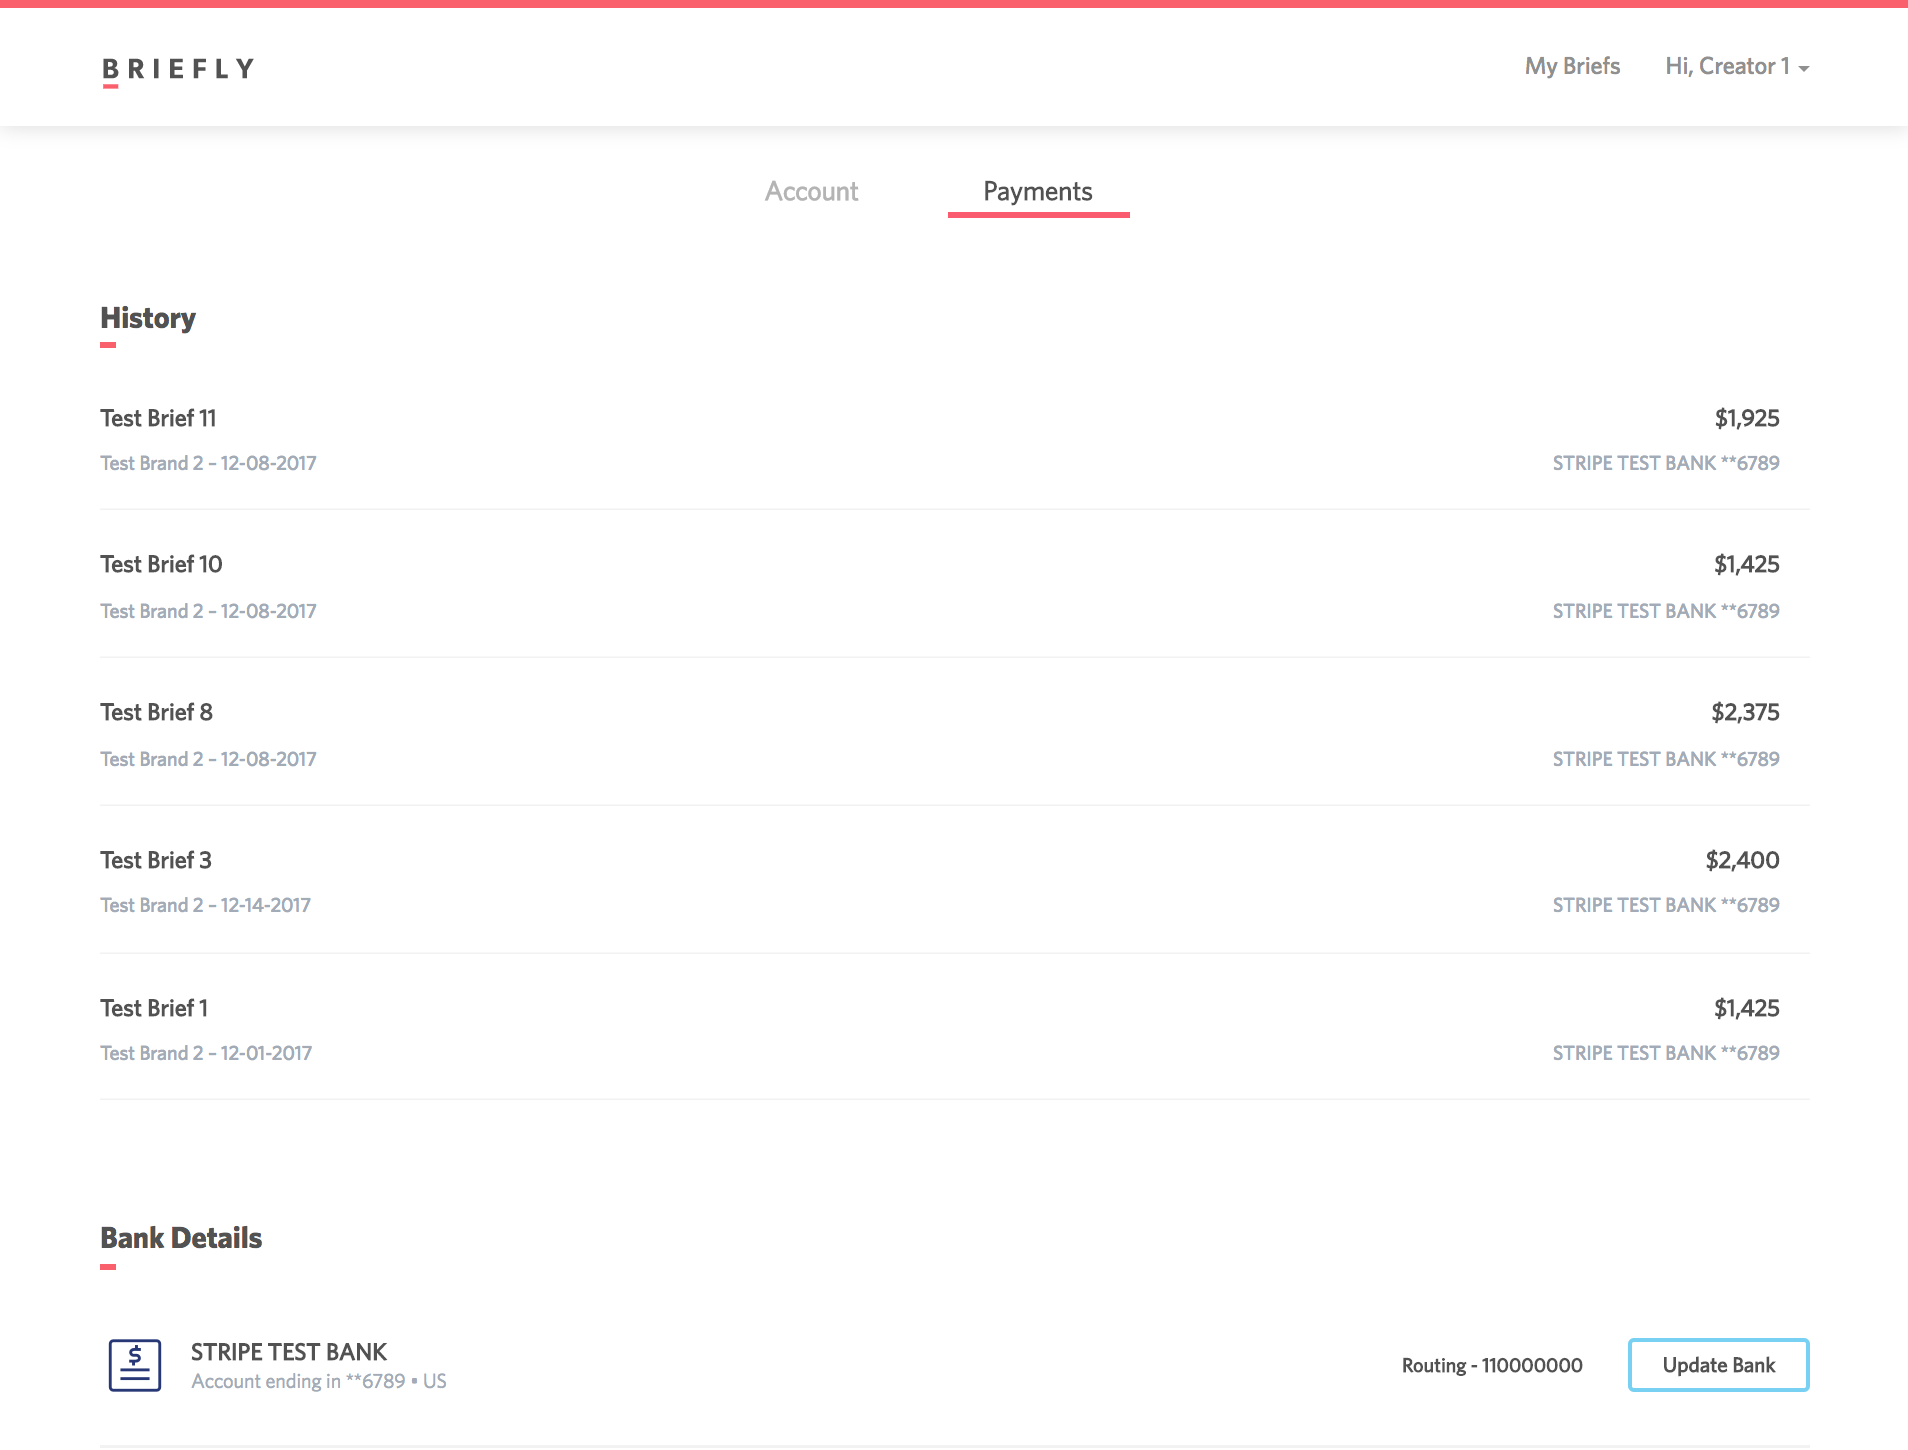 BRIEFLY
My Briefs
Hi, Creator 1
Account
Payments
History
Test Brief 11
$1,925
Test Brand 2 – 12-08-2017
STRIPE TEST BANK **6789
Test Brief 10
$1,425
Test Brand 2 – 12-08-2017
STRIPE TEST BANK **6789
Test Brief 8
$2,375
Test Brand 2 – 12-08-2017
STRIPE TEST BANK **6789
Test Brief 3
$2,400
Test Brand 2 – 12-14-2017
STRIPE TEST BANK **6789
Test Brief 1
$1,425
Test Brand 2 – 12-01-2017
STRIPE TEST BANK **6789
Bank Details
$
STRIPE TEST BANK
Account ending in **6789 • US
Routing - 110000000
Update Bank